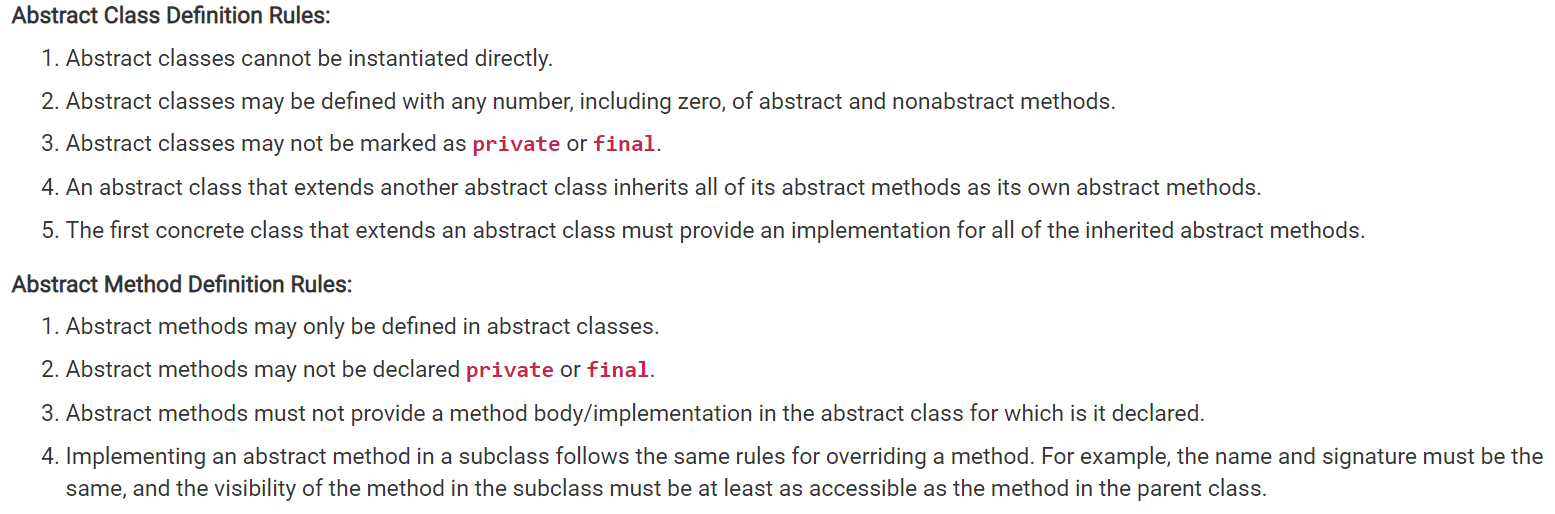 Abstract Class Definition Rules:
1. Abstract classes cannot be instantiated directly.
2. Abstract classes may be defined with any number, including zero, of abstract and nonabstract methods.
3. Abstract classes may not be marked as private or final.
4. An abstract class that extends another abstract class inherits all of its abstract methods as its own abstract methods.
5. The first concrete class that extends an abstract class must provide an implementation for all of the inherited abstract methods.
Abstract Method Definition Rules:
1. Abstract methods may only be defined in abstract classes.
2. Abstract methods may not be declared private or final.
3. Abstract methods must not provide a method body/implementation in the abstract class for which is it declared.
4. Implementing an abstract method in a subclass follows the same rules for overriding a method. For example, the name and signature must be the
same, and the visibility of the method in the subclass must be at least as accessible as the method in the parent class.